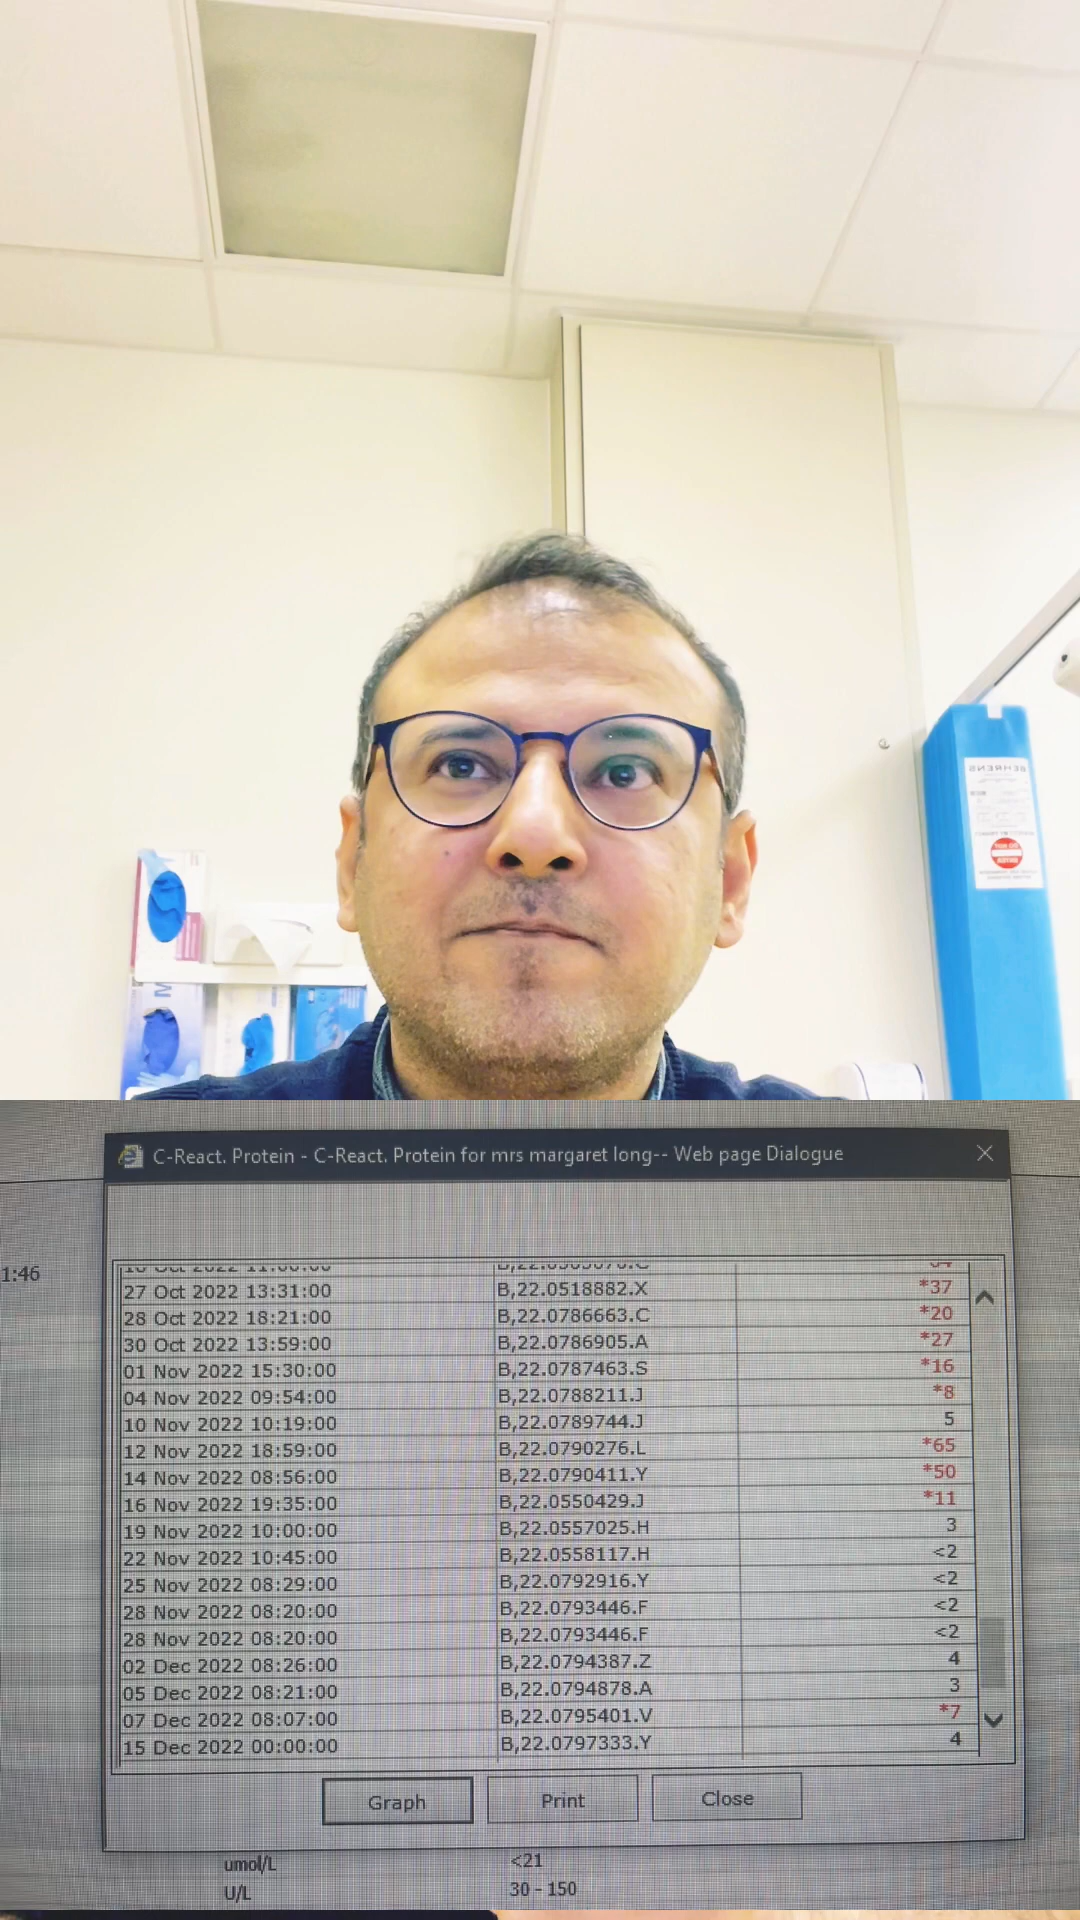 BEHRENS
C-React. Protein - C-React. Protein for mrs margaret long-- Web page Dialogue
1:46
27 Oct 2022 13:31:00 B,22.0518882.X *37
28 Oct 2022 18:21:00 B,22.0786663.C *20
30 Oct 2022 13:59:00 B,22.0786905.A *27
01 Nov 2022 15:30:00 B,22.0787463.S *16
04 Nov 2022 09:54:00 B,22.0788211.J *8
10 Nov 2022 10:19:00 B,22.0789744.J 5
12 Nov 2022 18:59:00 B,22.0790276.L *65
14 Nov 2022 08:56:00 B,22.0790411.Y *50
16 Nov 2022 19:35:00 B,22.0550429.J *11
19 Nov 2022 10:00:00 B,22.0557025.H 3
22 Nov 2022 10:45:00 B,22.0558117.H <2
25 Nov 2022 08:29:00 B,22.0792916.Y <2
28 Nov 2022 08:20:00 B,22.0793446.F <2
28 Nov 2022 08:20:00 B,22.0793446.F <2
02 Dec 2022 08:26:00 B,22.0794387.Z 4
05 Dec 2022 08:21:00 B,22.0794878.A 3
07 Dec 2022 08:07:00 B,22.0795401.V *7
15 Dec 2022 00:00:00 B,22.0797333.Y 4
Graph Print Close
umol/L <21
U/L 30 - 150